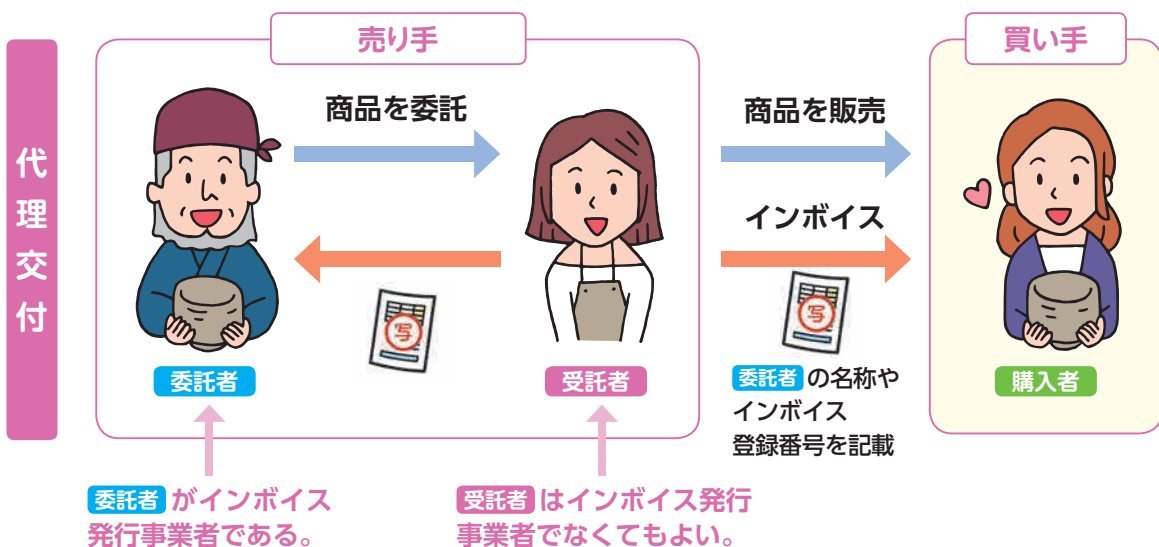 代理交付
売り手
買い手
商品を委託
商品を販売
インボイス
写
写
委託者
受託者
委託者 の名称や
インボイス
登録番号を記載
購入者
委託者 がインボイス
発行事業者である。
受託者 はインボイス発行
事業者でなくてもよい。